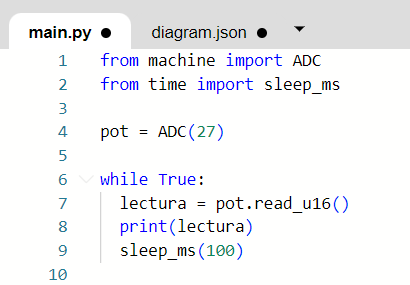 main.py ● diagram.json ●
1 from machine import ADC
2 from time import sleep_ms
3
4 pot = ADC(27)
5
6 while True:
7   lectura = pot.read_u16()
8   print(lectura)
9   sleep_ms(100)
10